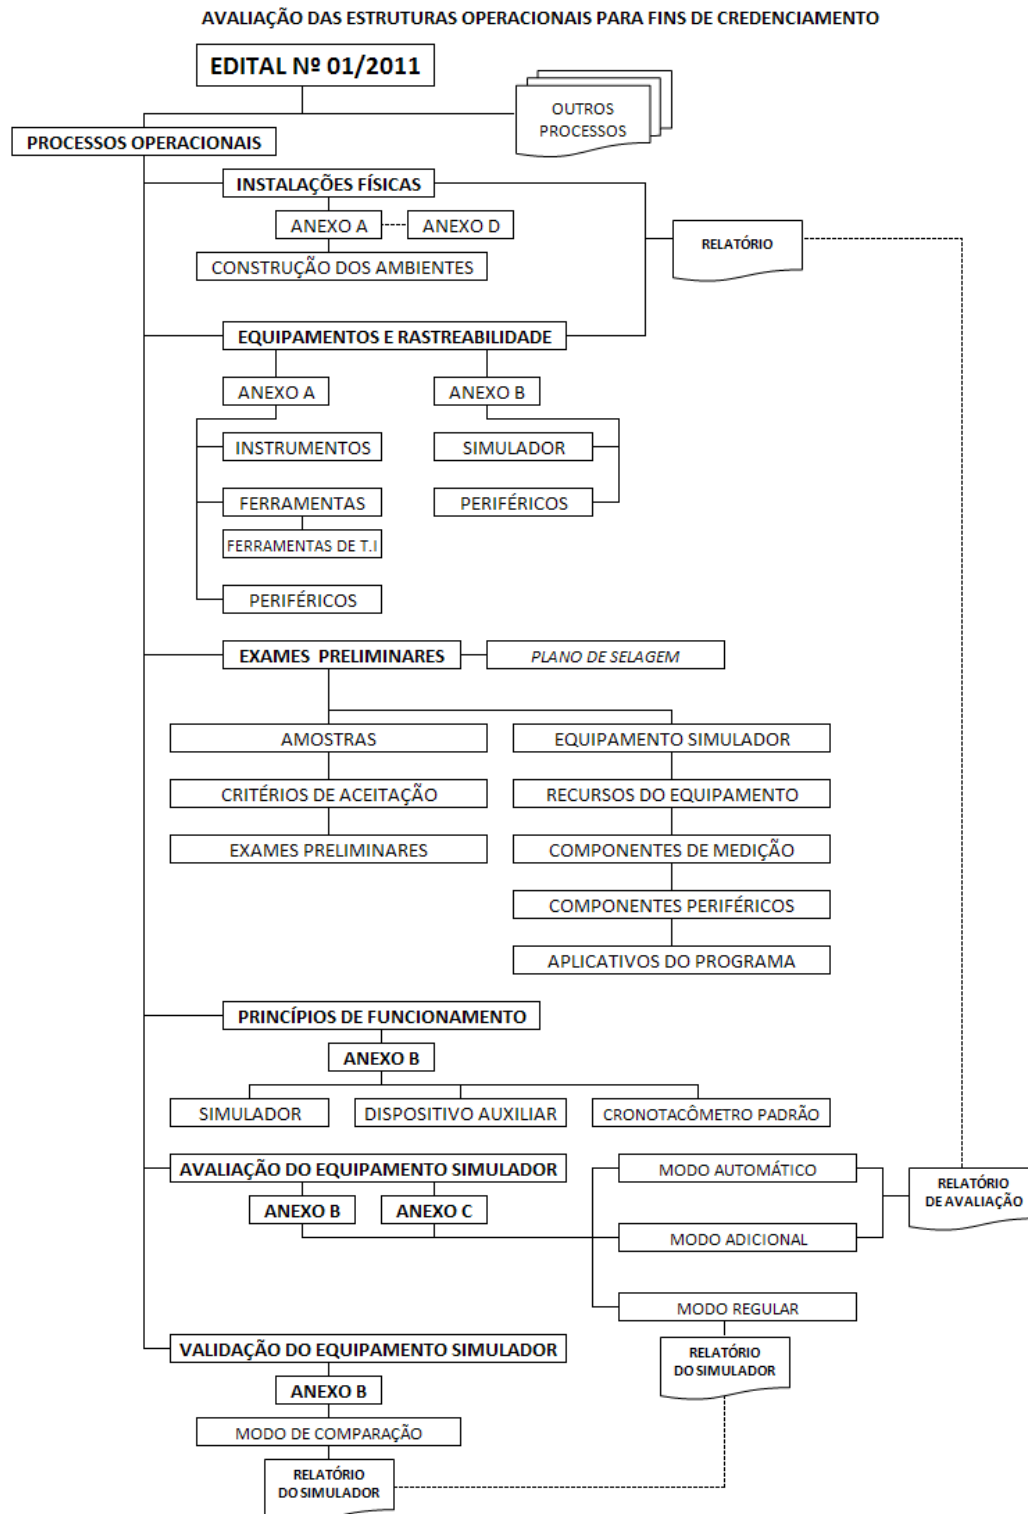 AVALIAÇÃO DAS ESTRUTURAS OPERACIONAIS PARA FINS DE CREDENCIAMENTO
EDITAL Nº 01/2011
OUTROS
PROCESSOS
PROCESSOS OPERACIONAIS
INSTALAÇÕES FÍSICAS
ANEXO A
ANEXO D
RELATÓRIO
CONSTRUÇÃO DOS AMBIENTES
EQUIPAMENTOS E RASTREABILIDADE
ANEXO A
ANEXO B
INSTRUMENTOS
SIMULADOR
FERRAMENTAS
PERIFÉRICOS
FERRAMENTAS DE T.I
PERIFÉRICOS
EXAMES PRELIMINARES
PLANO DE SELAGEM
AMOSTRAS
EQUIPAMENTO SIMULADOR
CRITÉRIOS DE ACEITAÇÃO
RECURSOS DO EQUIPAMENTO
EXAMES PRELIMINARES
COMPONENTES DE MEDIÇÃO
COMPONENTES PERIFÉRICOS
APLICATIVOS DO PROGRAMA
PRINCÍPIOS DE FUNCIONAMENTO
ANEXO B
SIMULADOR
DISPOSITIVO AUXILIAR
CRONOTACÔMETRO PADRÃO
AVALIAÇÃO DO EQUIPAMENTO SIMULADOR
MODO AUTOMÁTICO
RELATÓRIO
DE AVALIAÇÃO
ANEXO B
ANEXO C
MODO ADICIONAL
MODO REGULAR
VALIDAÇÃO DO EQUIPAMENTO SIMULADOR
RELATÓRIO
DO SIMULADOR
ANEXO B
MODO DE COMPARAÇÃO
RELATÓRIO
DO SIMULADOR